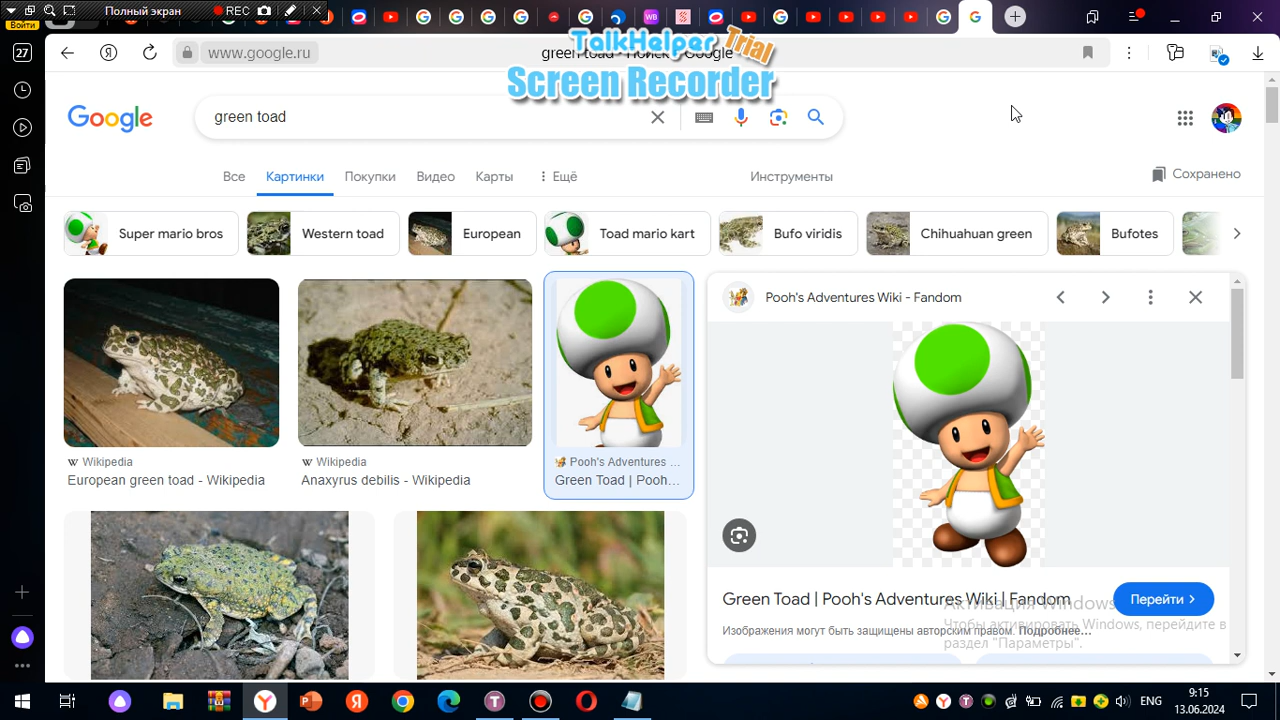 Полный экран REC
Войти
27
www.google.ru green toad - Поиск Google
TalkHelper Trial
Screen Recorder
Google green toad
Все Картинки Покупки Видео Карты Ещё Инструменты Сохранено
Super mario bros Western toad European Toad mario kart Bufo viridis Chihuahuan green Bufotes
Pooh's Adventures Wiki - Fandom
W Wikipedia
European green toad - Wikipedia
W Wikipedia
Anaxyrus debilis - Wikipedia
Pooh's Adventures ...
Green Toad | Pooh...
Green Toad | Pooh's Adventures Wiki | Fandom
Перейти
Изображения могут быть защищены авторским правом. Подробнее...
Активация Windows
Чтобы активировать Windows, перейдите в
раздел "Параметры".
ENG
9:15
13.06.2024